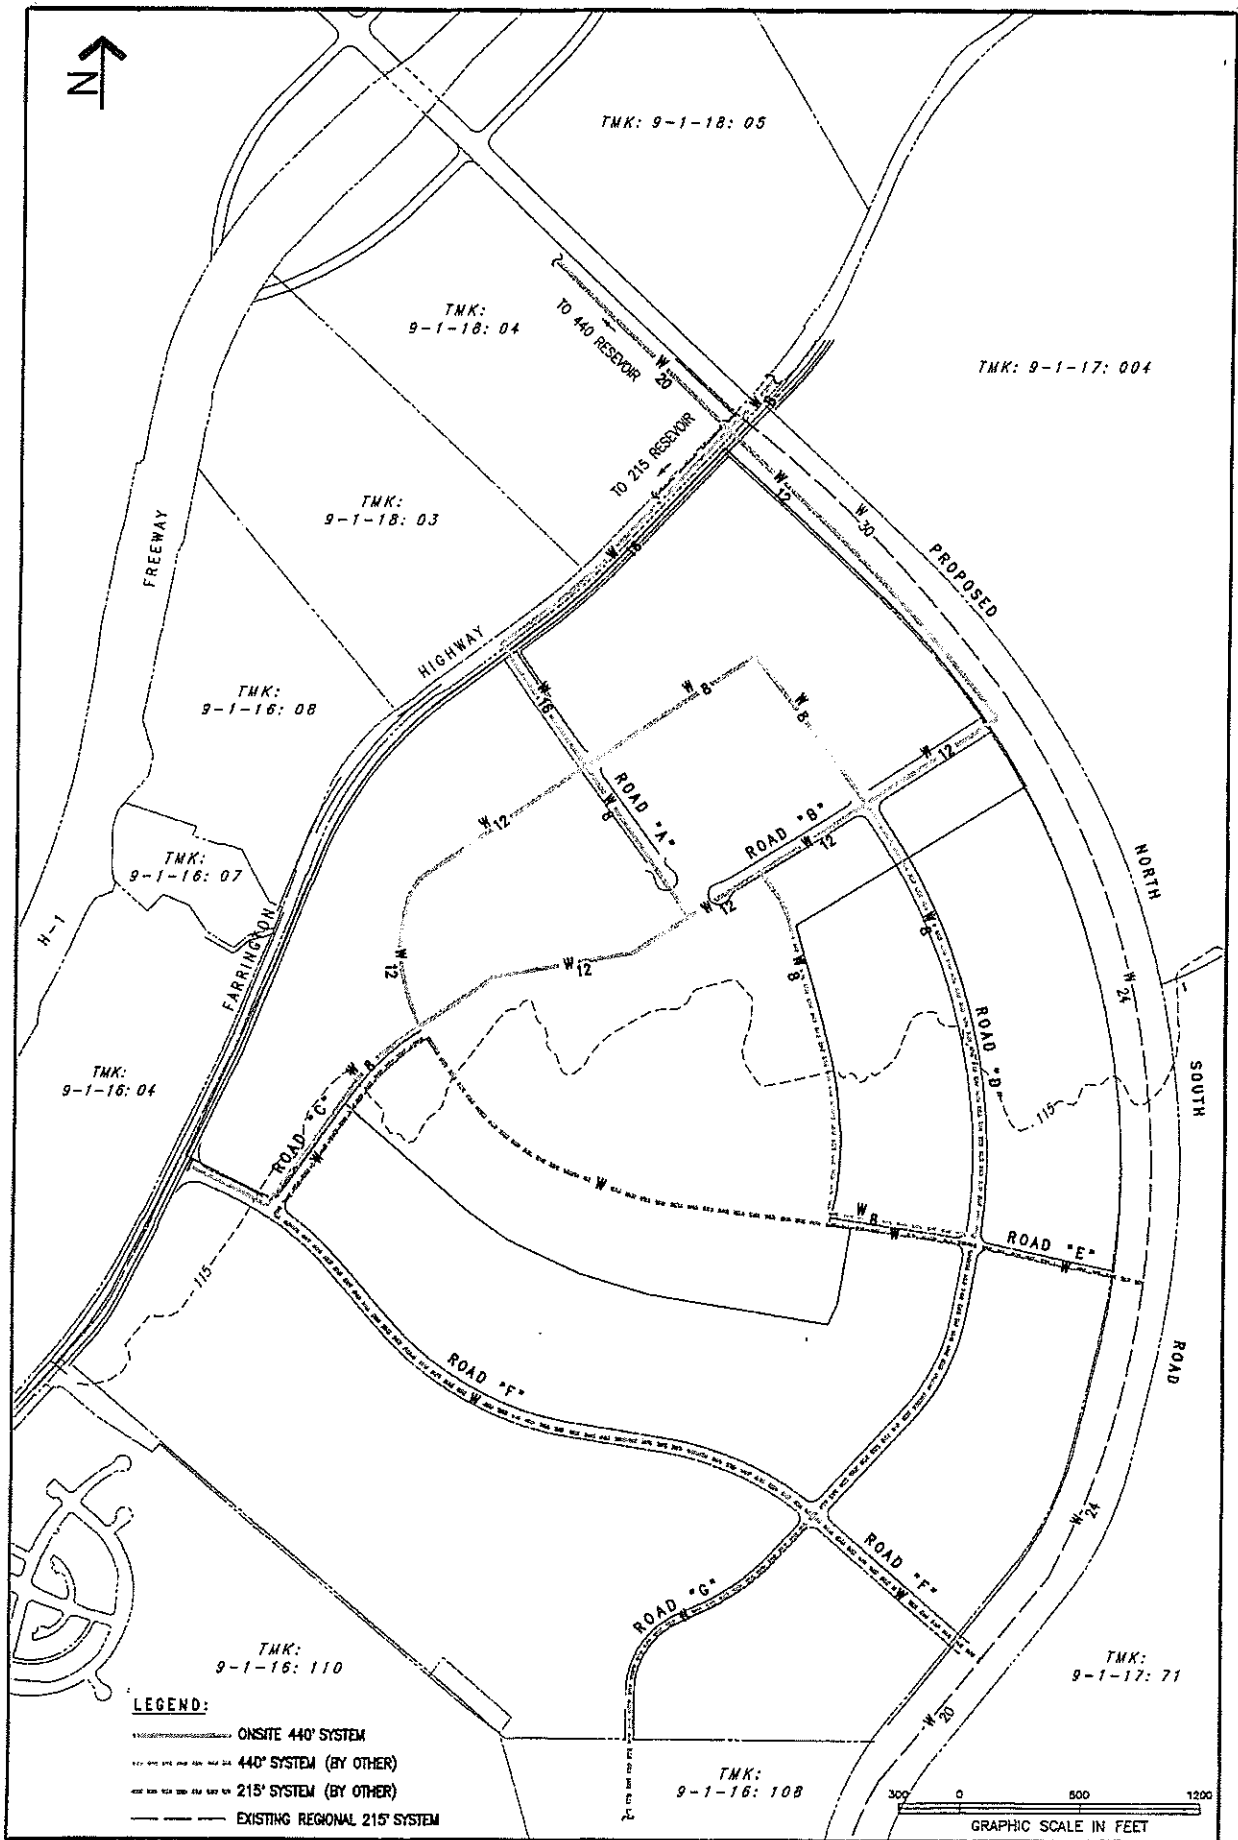 N
TMK: 9-1-18: 05
TMK:
9-1-18: 04
TO 440 RESEVOIR
W
20
TMK: 9-1-17: 004
W
TO 215 RESEVOIR
TMK:
9-1-18: 03
W
12
W
30
W
16
FREEWAY
PROPOSED
HIGHWAY
TMK:
9-1-16: 08
W
16
W
8
W
8
W
12
ROAD "A"
W
8
W
12
ROAD "B"
W
12
TMK:
9-1-16: 07
NORTH
W
12
W
8
H-1
FARRINGTON
W
12
W
12
W
8
W
24
ROAD "D"
TMK:
9-1-16: 04
W
8
SOUTH
115
ROAD "C"
W
W
W
8
W
ROAD "E"
W
115
ROAD
ROAD "F"
W
W
24
ROAD "F"
W
ROAD "G"
W
TMK:
9-1-16: 110
TMK:
9-1-17: 71
W
20
LEGEND:
ONSITE 440' SYSTEM
440' SYSTEM (BY OTHER)
215' SYSTEM (BY OTHER)
EXISTING REGIONAL 215' SYSTEM
TMK:
9-1-16: 108
300 0 500 1200
GRAPHIC SCALE IN FEET